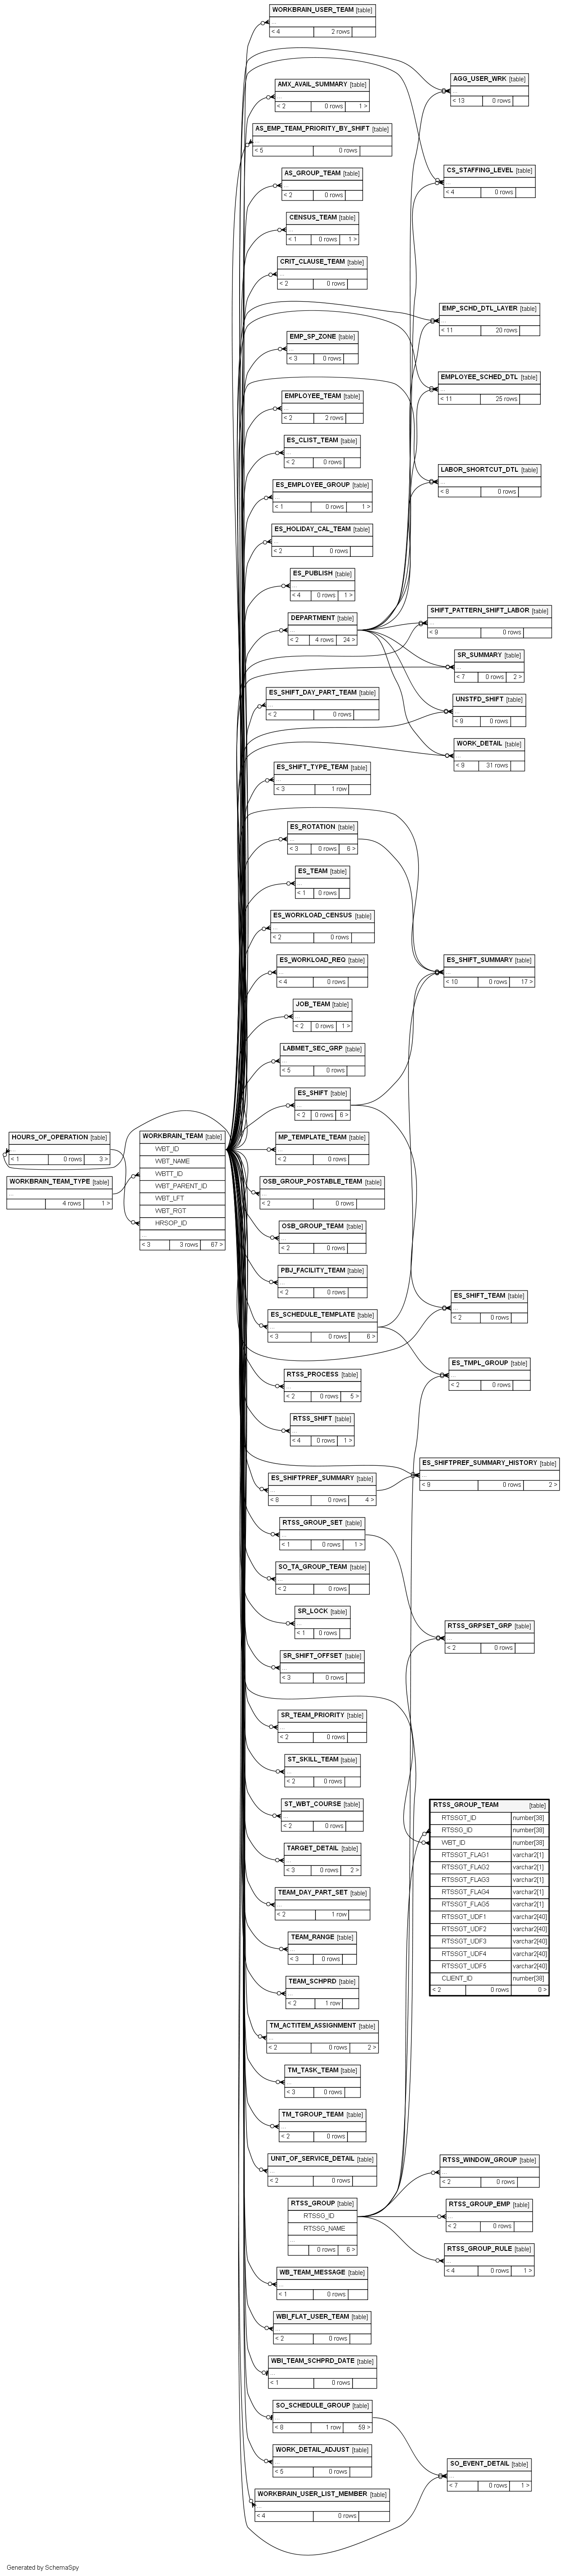 WORKBRAIN_USER_TEAM [table]
...
< 4 2 rows
AMX_AVAIL_SUMMARY [table]
...
< 2 0 rows 1 >
AGG_USER_WRK [table]
...
< 13 0 rows
AS_EMP_TEAM_PRIORITY_BY_SHIFT [table]
...
< 5 0 rows
AS_GROUP_TEAM [table]
...
< 2 0 rows
CS_STAFFING_LEVEL [table]
...
< 4 0 rows
CENSUS_TEAM [table]
...
< 1 0 rows 1 >
CRIT_CLAUSE_TEAM [table]
...
< 2 0 rows
EMP_SCHD_DTL_LAYER [table]
...
< 11 20 rows
EMP_SP_ZONE [table]
...
< 3 0 rows
EMPLOYEE_SCHED_DTL [table]
...
< 11 25 rows
EMPLOYEE_TEAM [table]
...
< 2 2 rows
ES_CLIST_TEAM [table]
...
< 2 0 rows
LABOR_SHORTCUT_DTL [table]
...
< 8 0 rows
ES_EMPLOYEE_GROUP [table]
...
< 1 0 rows 1 >
ES_HOLIDAY_CAL_TEAM [table]
...
< 2 0 rows
ES_PUBLISH [table]
...
< 4 0 rows 1 >
DEPARTMENT [table]
...
< 2 4 rows 24 >
SHIFT_PATTERN_SHIFT_LABOR [table]
...
< 9 0 rows
SR_SUMMARY [table]
...
< 7 0 rows 2 >
ES_SHIFT_DAY_PART_TEAM [table]
...
< 2 0 rows
UNSTFD_SHIFT [table]
...
< 9 0 rows
WORK_DETAIL [table]
...
< 9 31 rows
ES_SHIFT_TYPE_TEAM [table]
...
< 3 1 row
ES_ROTATION [table]
...
< 3 0 rows 6 >
ES_TEAM [table]
...
< 1 0 rows
ES_WORKLOAD_CENSUS [table]
...
< 2 0 rows
ES_WORKLOAD_REQ [table]
...
< 4 0 rows
ES_SHIFT_SUMMARY [table]
...
< 10 0 rows 17 >
JOB_TEAM [table]
...
< 2 0 rows 1 >
LABMET_SEC_GRP [table]
...
< 5 0 rows
ES_SHIFT [table]
...
< 2 0 rows 6 >
HOURS_OF_OPERATION [table]
...
< 1 0 rows 3 >
WORKBRAIN_TEAM_TYPE [table]
...
4 rows 1 >
WORKBRAIN_TEAM [table]
WBT_ID
WBT_NAME
WBTT_ID
WBT_PARENT_ID
WBT_LFT
WBT_RGT
HRSOP_ID
...
< 3 3 rows 67 >
MP_TEMPLATE_TEAM [table]
...
< 2 0 rows
OSB_GROUP_POSTABLE_TEAM [table]
...
< 2 0 rows
OSB_GROUP_TEAM [table]
...
< 2 0 rows
PBJ_FACILITY_TEAM [table]
...
< 2 0 rows
ES_SHIFT_TEAM [table]
...
< 2 0 rows
ES_SCHEDULE_TEMPLATE [table]
...
< 3 0 rows 6 >
ES_TMPL_GROUP [table]
...
< 2 0 rows
RTSS_PROCESS [table]
...
< 2 0 rows 5 >
RTSS_SHIFT [table]
...
< 4 0 rows 1 >
ES_SHIFTPREF_SUMMARY_HISTORY [table]
...
< 9 0 rows 2 >
ES_SHIFTPREF_SUMMARY [table]
...
< 8 0 rows 4 >
RTSS_GROUP_SET [table]
...
< 1 0 rows 1 >
SO_TA_GROUP_TEAM [table]
...
< 2 0 rows
SR_LOCK [table]
...
< 1 0 rows
RTSS_GRPSET_GRP [table]
...
< 2 0 rows
SR_SHIFT_OFFSET [table]
...
< 3 0 rows
SR_TEAM_PRIORITY [table]
...
< 2 0 rows
ST_SKILL_TEAM [table]
...
< 2 0 rows
ST_WBT_COURSE [table]
...
< 2 0 rows
RTSS_GROUP_TEAM [table]
RTSSGT_ID number[38]
RTSSG_ID number[38]
WBT_ID number[38]
RTSSGT_FLAG1 varchar2[1]
RTSSGT_FLAG2 varchar2[1]
RTSSGT_FLAG3 varchar2[1]
RTSSGT_FLAG4 varchar2[1]
RTSSGT_FLAG5 varchar2[1]
RTSSGT_UDF1 varchar2[40]
RTSSGT_UDF2 varchar2[40]
RTSSGT_UDF3 varchar2[40]
RTSSGT_UDF4 varchar2[40]
RTSSGT_UDF5 varchar2[40]
CLIENT_ID number[38]
< 2 0 rows 0 >
TARGET_DETAIL [table]
...
< 3 0 rows 2 >
TEAM_DAY_PART_SET [table]
...
< 2 1 row
TEAM_RANGE [table]
...
< 3 0 rows
TEAM_SCHPRD [table]
...
< 2 1 row
TM_ACTITEM_ASSIGNMENT [table]
...
< 2 0 rows 2 >
TM_TASK_TEAM [table]
...
< 3 0 rows
TM_TGROUP_TEAM [table]
...
< 2 0 rows
UNIT_OF_SERVICE_DETAIL [table]
...
< 2 0 rows
RTSS_WINDOW_GROUP [table]
...
< 2 0 rows
RTSS_GROUP [table]
RTSSG_ID
RTSSG_NAME
...
0 rows 6 >
RTSS_GROUP_EMP [table]
...
< 2 0 rows
RTSS_GROUP_RULE [table]
...
< 4 0 rows 1 >
WB_TEAM_MESSAGE [table]
...
< 1 0 rows
WBI_FLAT_USER_TEAM [table]
...
< 2 0 rows
WBI_TEAM_SCHPRD_DATE [table]
...
< 1 0 rows
SO_SCHEDULE_GROUP [table]
...
< 8 1 row 59 >
WORK_DETAIL_ADJUST [table]
...
< 5 0 rows
SO_EVENT_DETAIL [table]
...
< 7 0 rows 1 >
WORKBRAIN_USER_LIST_MEMBER [table]
...
< 4 0 rows
Generated by SchemaSpy